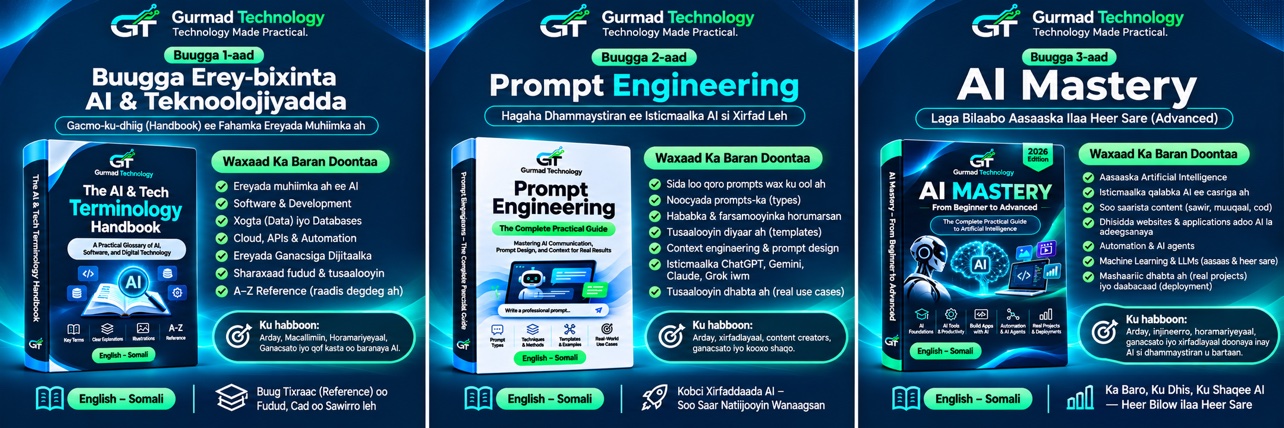 GT
Gurmad Technology
Technology Made Practical.
Buugga 1-aad
Buugga Erey-bixinta
AI & Teknoolojiyadda
Gacmo-ku-dhiig (Handbook) ee Fahamka Ereyada Muhiimka ah
The AI & Tech Terminology Handbook
GT
GT
Gurmad Technology
The AI & Tech
Terminology
Handbook
A Practical Glossary of AI,
Software, and Digital Technology
</>
AI
Key Terms
Clear Explanations
Illustrations
A-Z
Reference
English – Somali
Waxaad Ka Baran Doontaa
Ereyada muhiimka ah ee AI
Software & Development
Xogta (Data) iyo Databases
Cloud, APIs & Automation
Ereyada Ganacsiga Dijitaalka
Sharaxaad fudud & tusaalooyin
A–Z Reference (raadis degdeg ah)
Ku habboon:
Arday, Macallimiin, Horamariyeyaal,
Ganacsato iyo qof kasta oo baranaya AI.
English – Somali
Buug Tixraac (Reference) oo
Fudud, Cad oo Sawirro leh
GT
Gurmad Technology
Technology Made Practical.
Buugga 2-aad
Prompt Engineering
Hagaha Dhammaystiran ee Isticmaalka AI si Xirfad Leh
GT
GT
Gurmad Technology
Prompt
Engineering
The Complete Practical Guide
Mastering AI Communication,
Prompt Design, and Context for Real Results
Write a professional prompt...
Prompt
Types
Techniques
& Methods
Templates
& Examples
Real-World
Use Cases
English – Somali
Waxaad Ka Baran Doontaa
Sida loo qoro prompts wax ku ool ah
Noocyada prompts-ka (types)
Hababka & farsamooyinka horumarsan
Tusaalooyin diyaar ah (templates)
Context engineering & prompt design
Isticmaalka ChatGPT, Gemini,
Claude, Grok iwm
Tusaalooyin dhabta ah (real use cases)
Ku habboon:
Arday, xirfadlayaal, content creators,
ganacsato iyo kooxo shaqo.
English – Somali
Kobci Xirfaddaada AI –
Soo Saar Natiijooyin Wanaagsan
GT
Gurmad Technology
Technology Made Practical.
Buugga 3-aad
AI Mastery
Laga Bilaabo Aasaaska Ilaa Heer Sare (Advanced)
AI Mastery – From Beginner to Advanced
GT
GT
Gurmad Technology
2026
Edition
AI MASTERY
From Beginner to Advanced
The Complete Practical Guide
to Artificial Intelligence
AI
</>
AI
Foundations
AI Tools
& Productivity
Build Apps
with AI
Automation
& AI Agents
Real Projects
& Deployments
English – Somali
Waxaad Ka Baran Doontaa
Aasaaska Artificial Intelligence
Isticmaalka qalabka AI ee casriga ah
Soo saarista content (sawir, muuqaal, cod)
Dhisidda websites & applications adoo AI la
adeegsanaya
Automation & AI agents
Machine Learning & LLMs (aasaas & heer sare)
Mashaariic dhabta ah (real projects)
iyo daabacaad (deployment)
Ku habboon:
Arday, injineerro, horamariyeyaal,
ganacsato iyo xirfadlayaal doonaya inay
AI si dhammaystiran u bartaan.
English – Somali
Ka Baro, Ku Dhis, Ku Shaqee AI
— Heer Bilow ilaa Heer Sare